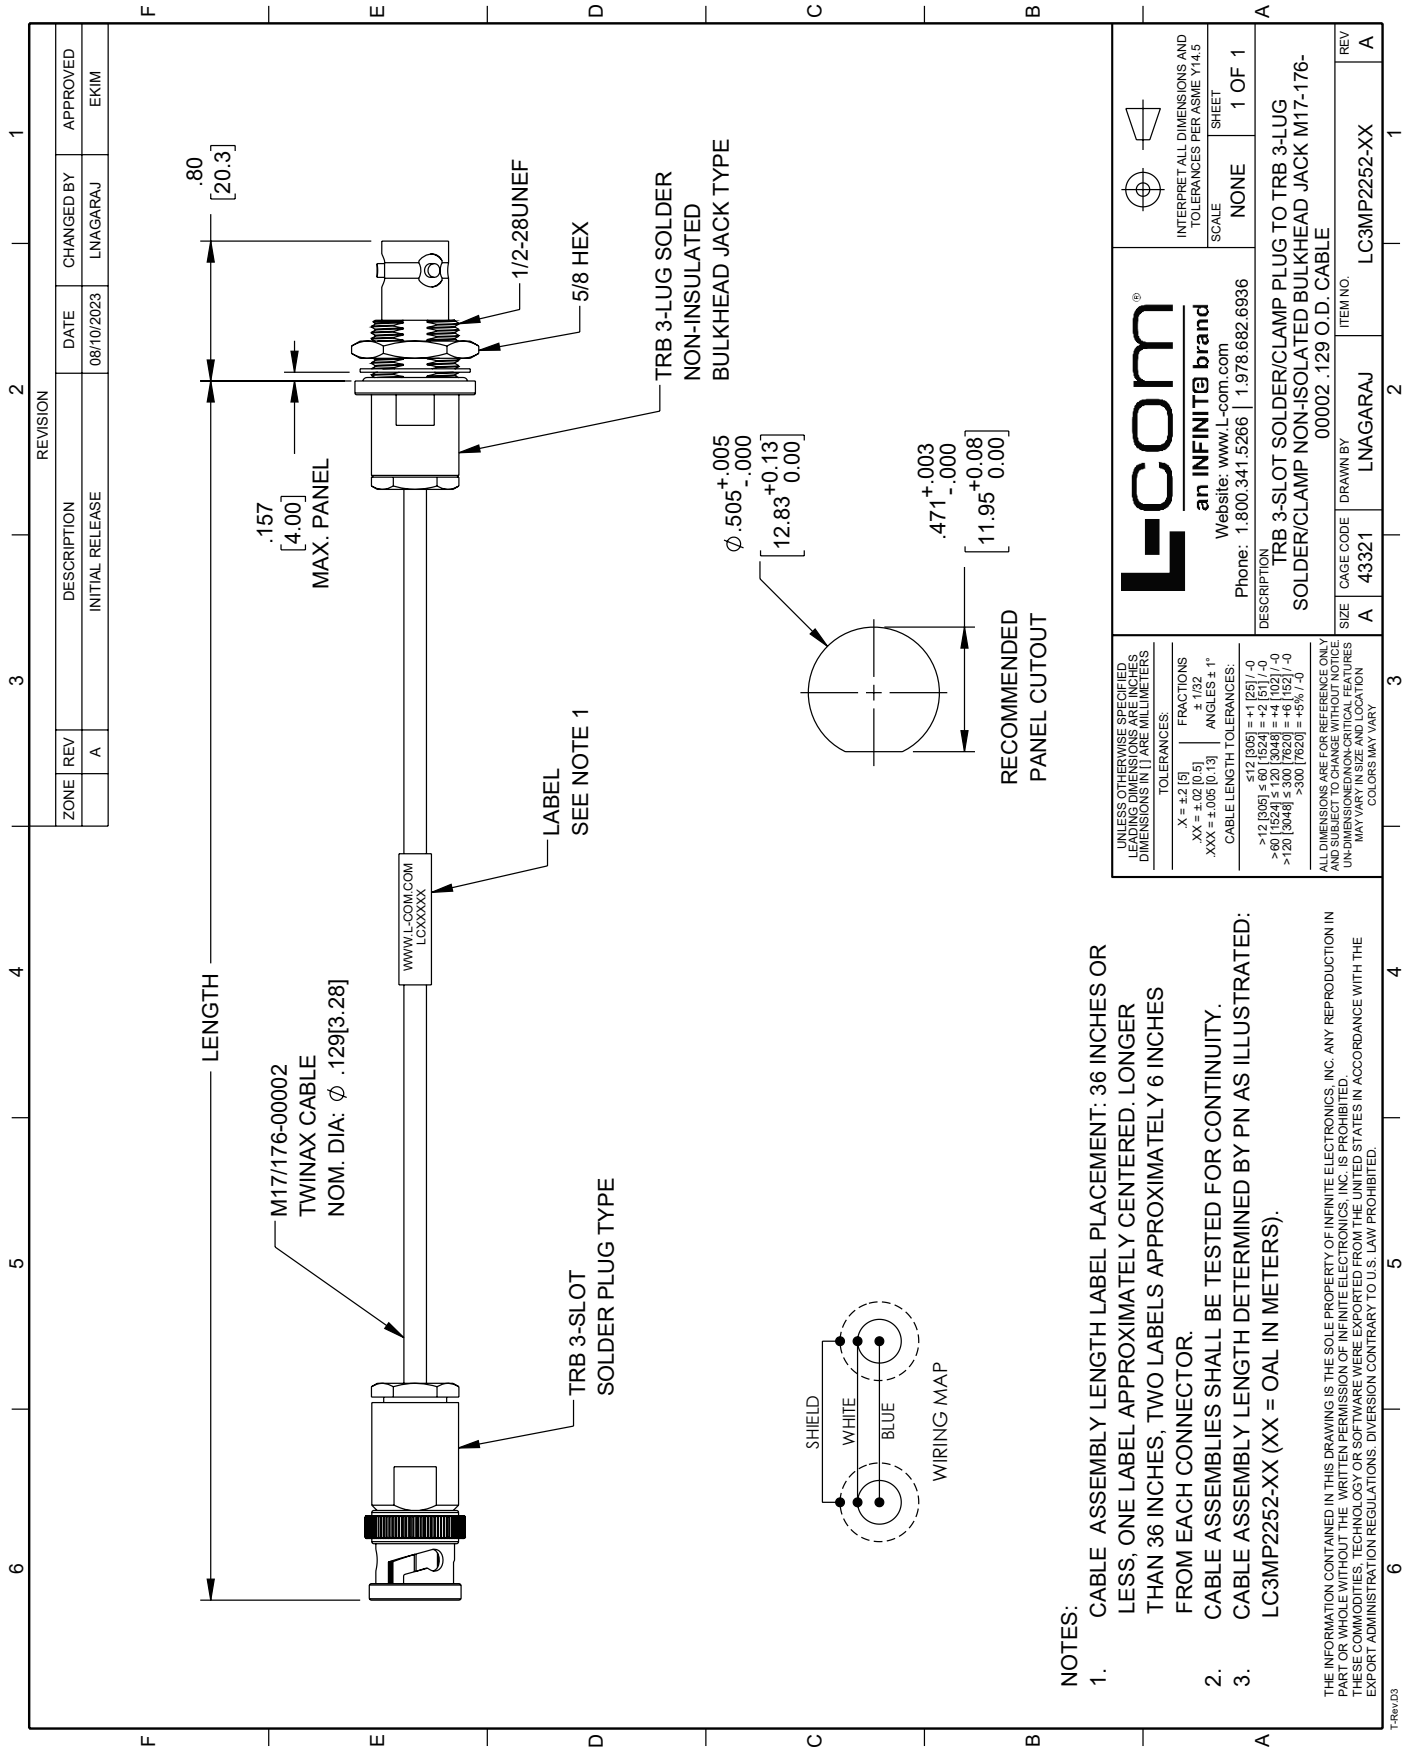 REVISION
ZONE REV DESCRIPTION DATE CHANGED BY APPROVED
A INITIAL RELEASE 08/10/2023 LNAGARAJ EKIM
6 5 4 3 2 1
F
E
D
C
B
A
LENGTH
.80
[20.3]
.157
[4.00]
MAX. PANEL
M17/176-00002
TWINAX CABLE
NOM. DIA: Ø .129[3.28]
WWW.L-COM.COM
LCXXXXX
1/2-28UNEF
5/8 HEX
TRB 3-LUG SOLDER
NON-INSULATED
BULKHEAD JACK TYPE
LABEL
SEE NOTE 1
TRB 3-SLOT
SOLDER PLUG TYPE
Ø .505 +.005 -.000
[12.83 +0.13 0.00]
.471 +.003 -.000
[11.95 +0.08 0.00]
RECOMMENDED
PANEL CUTOUT
SHIELD
WHITE
BLUE
WIRING MAP
NOTES:
1. CABLE ASSEMBLY LENGTH LABEL PLACEMENT: 36 INCHES OR
LESS, ONE LABEL APPROXIMATELY CENTERED. LONGER
THAN 36 INCHES, TWO LABELS APPROXIMATELY 6 INCHES
FROM EACH CONNECTOR.
2. CABLE ASSEMBLIES SHALL BE TESTED FOR CONTINUITY.
3. CABLE ASSEMBLY LENGTH DETERMINED BY PN AS ILLUSTRATED:
LC3MP2252-XX (XX = OAL IN METERS).
THE INFORMATION CONTAINED IN THIS DRAWING IS THE SOLE PROPERTY OF INFINITE ELECTRONICS, INC. ANY REPRODUCTION IN
PART OR WHOLE WITHOUT THE WRITTEN PERMISSION OF INFINITE ELECTRONICS, INC. IS PROHIBITED.
THESE COMMODITIES, TECHNOLOGY OR SOFTWARE WERE EXPORTED FROM THE UNITED STATES IN ACCORDANCE WITH THE
EXPORT ADMINISTRATION REGULATIONS. DIVERSION CONTRARY TO U.S. LAW PROHIBITED.
UNLESS OTHERWISE SPECIFIED
LEADING DIMENSIONS ARE INCHES
DIMENSIONS IN [ ] ARE MILLIMETERS
TOLERANCES:
.X = ±.2 [5] FRACTIONS
.XX = ±.02 [0.5] ± 1/32
.XXX = ±.005 [0.13] ANGLES ± 1°
CABLE LENGTH TOLERANCES:
≤12 [305] = +1 [25] / -0
>12 [305] ≤ 60 [1524] = +2 [51] / -0
>60 [1524] ≤ 120 [3048] = +4 [102] / -0
>120 [3048] ≤ 300 [7620] = +6 [152] / -0
>300 [7620] = +5% / -0
ALL DIMENSIONS ARE FOR REFERENCE ONLY
AND SUBJECT TO CHANGE WITHOUT NOTICE.
UN-DIMENSIONED/NON-CRITICAL FEATURES
MAY VARY IN SIZE AND LOCATION
COLORS MAY VARY
L-com®
an INFINITE brand
Website: www.L-com.com
Phone: 1.800.341.5266 | 1.978.682.6936
INTERPRET ALL DIMENSIONS AND
TOLERANCES PER ASME Y14.5
SCALE NONE
SHEET 1 OF 1
DESCRIPTION
TRB 3-SLOT SOLDER/CLAMP PLUG TO TRB 3-LUG
SOLDER/CLAMP NON-ISOLATED BULKHEAD JACK M17-176-
00002 .129 O.D. CABLE
SIZE CAGE CODE DRAWN BY ITEM NO. REV
A 43321 LNAGARAJ LC3MP2252-XX A
6 5 4 3 2 1
F
E
D
C
B
A
T-Rev.D3